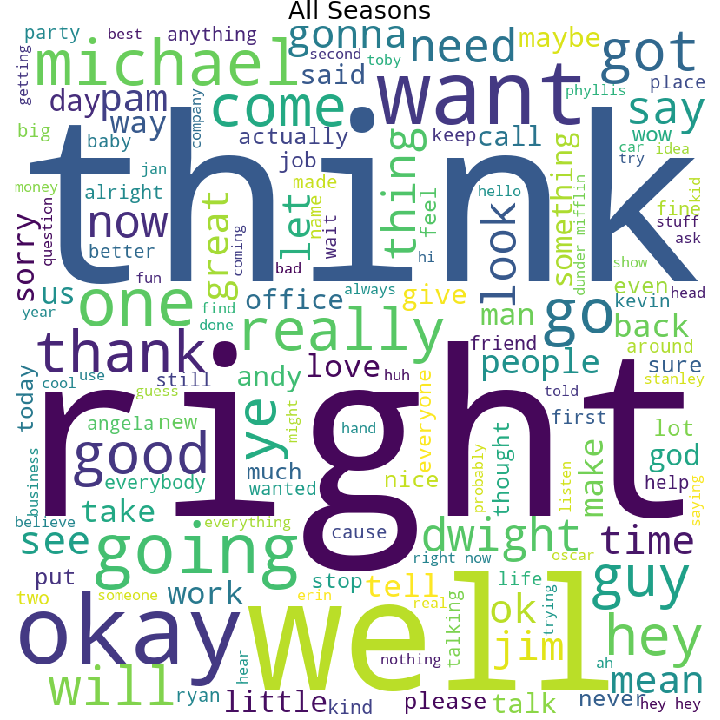 All Seasons
party best anything gonna need maybe got
getting michael said second toby want phyllis place
day pam company come say
way actually keep call wow
big baby think car idea
jan job try
money alright made hello something dunder mifflin kid
sorry question now great let name wait thing feel look fine stuff
better coming hi ask
fun bad show
us one find office always give go even head
year done man kevin back
thank really friend around
cool use still andy love huh people sure
today guess told stanley
right
angela new ye might hand everyone first lot
good much nice thought god
business everybody wanted probably listen make help
believe take everything cause saying
see going dwight time
right now oscar
put work stop tell life guy
two someone erin real ok trying
okay well jim talking hey
hear nothing ah mean
will ryan little kind please talk never hey hey